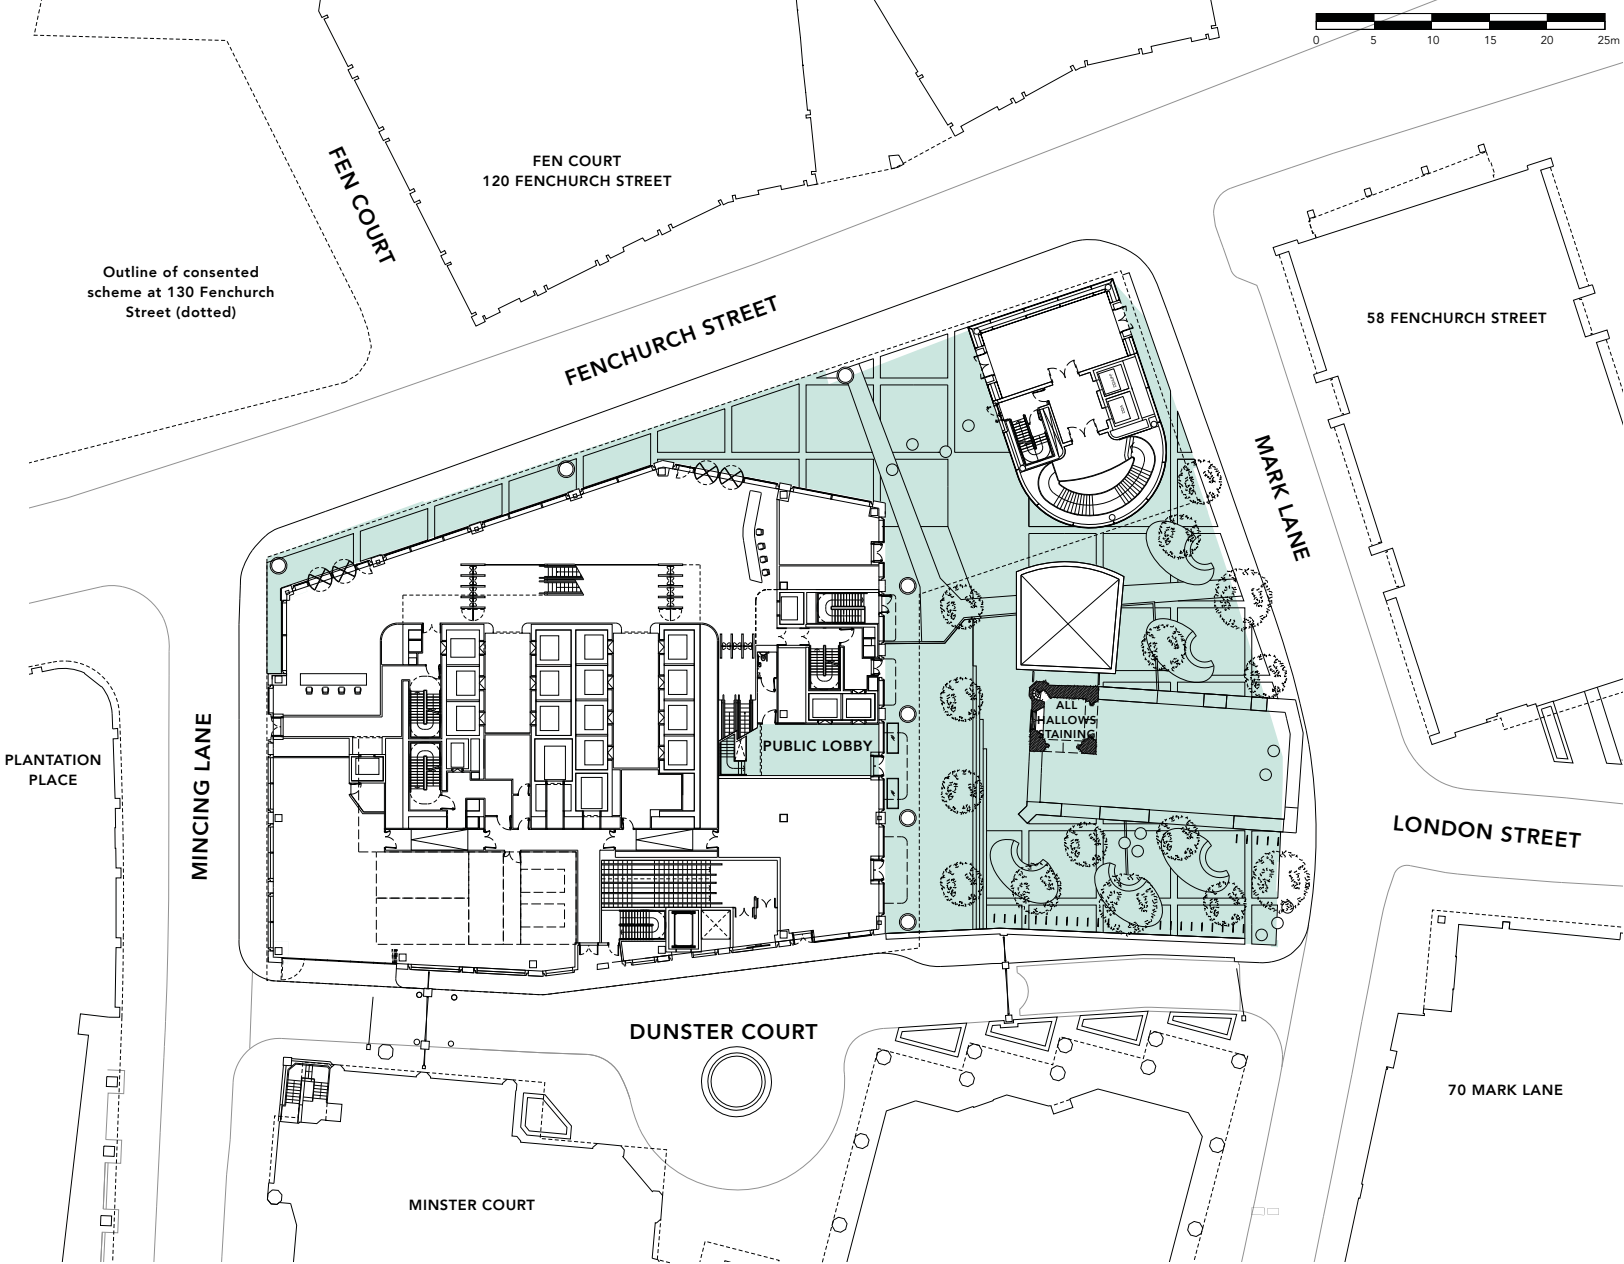 0 5 10 15 20 25m
FEN COURT
FEN COURT
120 FENCHURCH STREET
Outline of consented
scheme at 130 Fenchurch
Street (dotted)
FENCHURCH STREET
58 FENCHURCH STREET
MARK LANE
ALL
HALLOWS
STAINING
PUBLIC LOBBY
PLANTATION
PLACE
MINCING LANE
LONDON STREET
DUNSTER COURT
70 MARK LANE
MINSTER COURT